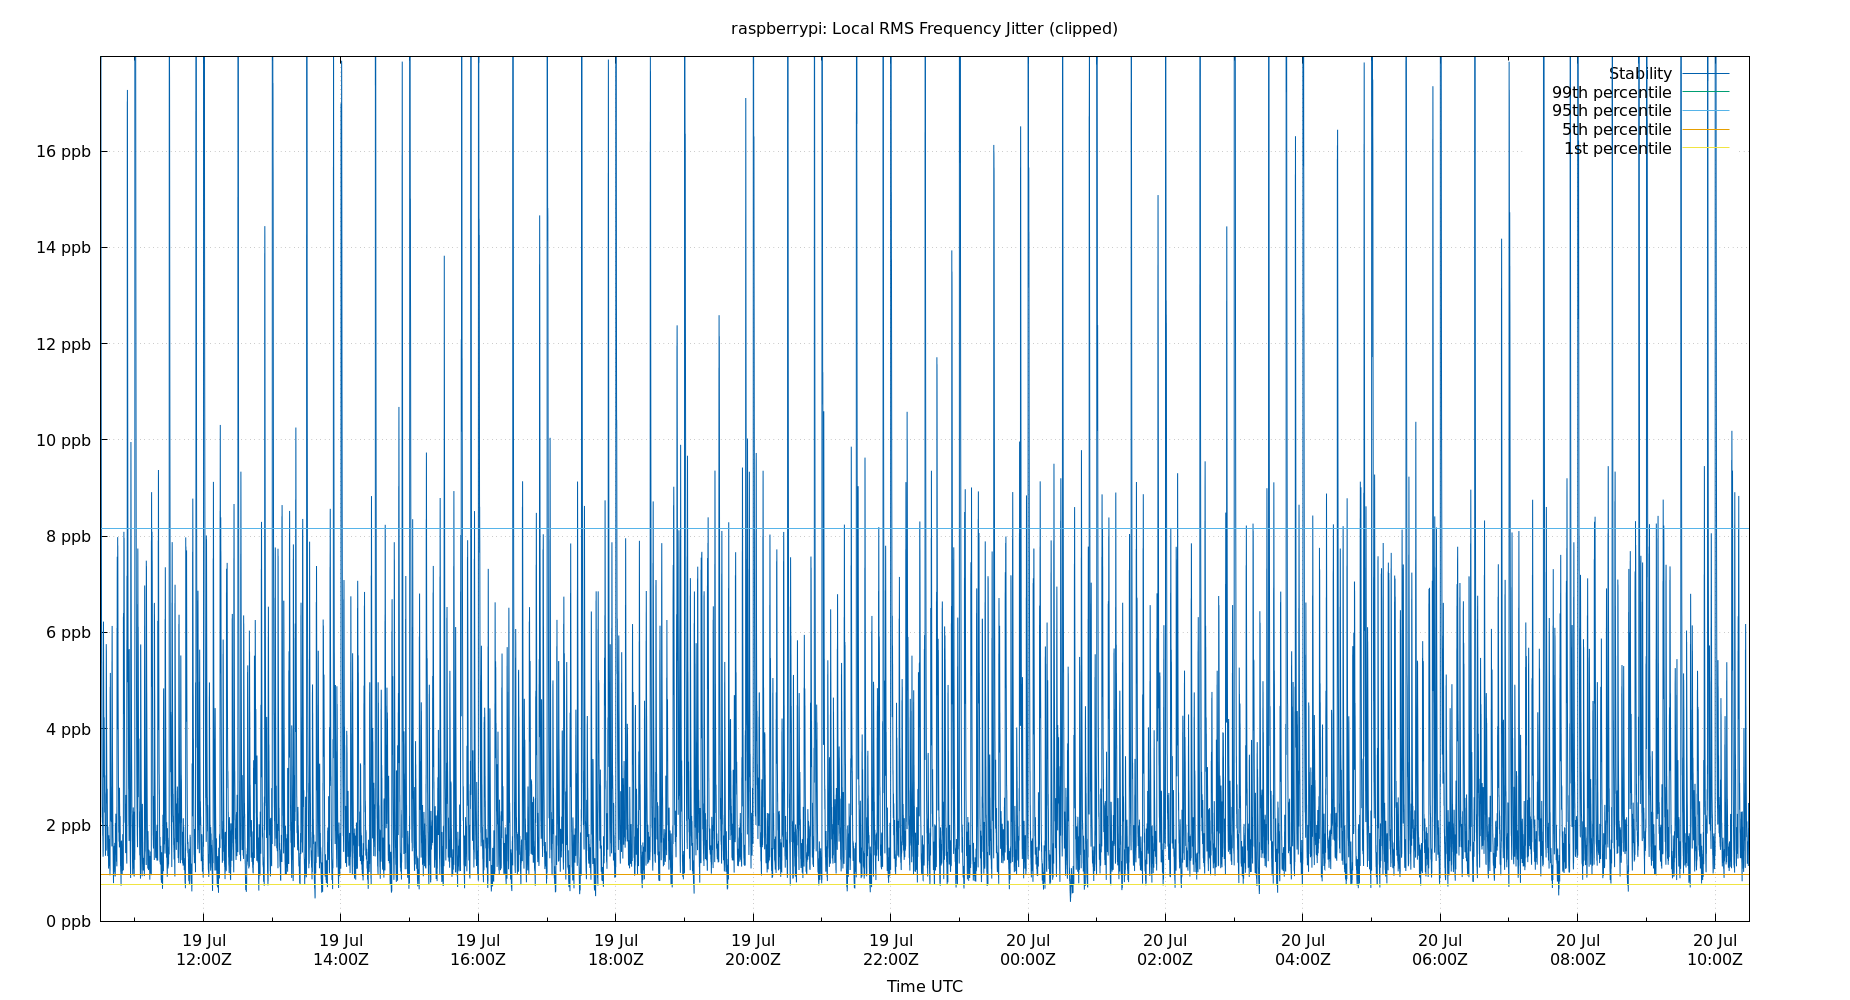 raspberrypi: Local RMS Frequency Jitter (clipped)
Stability
99th percentile
95th percentile
5th percentile
1st percentile
16 ppb
14 ppb
12 ppb
10 ppb
8 ppb
6 ppb
4 ppb
2 ppb
0 ppb
19 Jul 19 Jul 19 Jul 19 Jul 19 Jul 19 Jul 20 Jul 20 Jul 20 Jul 20 Jul 20 Jul 20 Jul
12:00Z 14:00Z 16:00Z 18:00Z 20:00Z 22:00Z 00:00Z 02:00Z 04:00Z 06:00Z 08:00Z 10:00Z
Time UTC